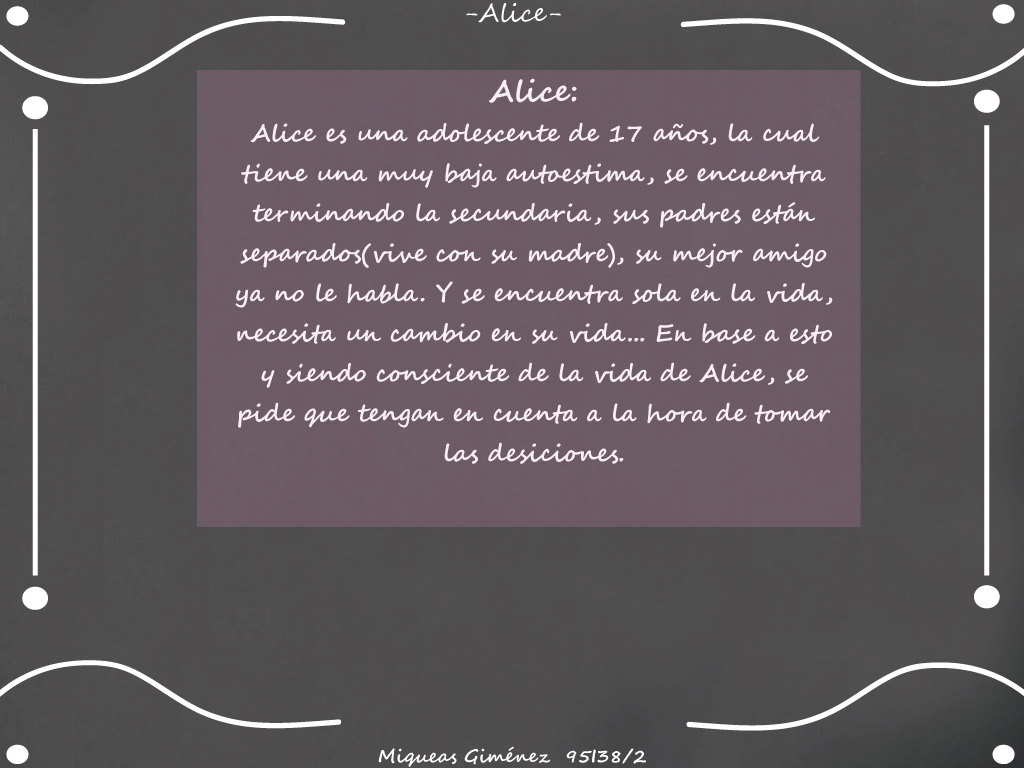 -Alice-
Alice:
Alice es una adolescente de 17 años, la cual
tiene una muy baja autoestima, se encuentra
terminando la secundaria, sus padres están
separados(vive con su madre), su mejor amigo
ya no le habla. Y se encuentra sola en la vida,
necesita un cambio en su vida... En base a esto
y siendo consciente de la vida de Alice, se
pide que tengan en cuenta a la hora de tomar
las desiciones.
Miqueas Giménez 95138/2